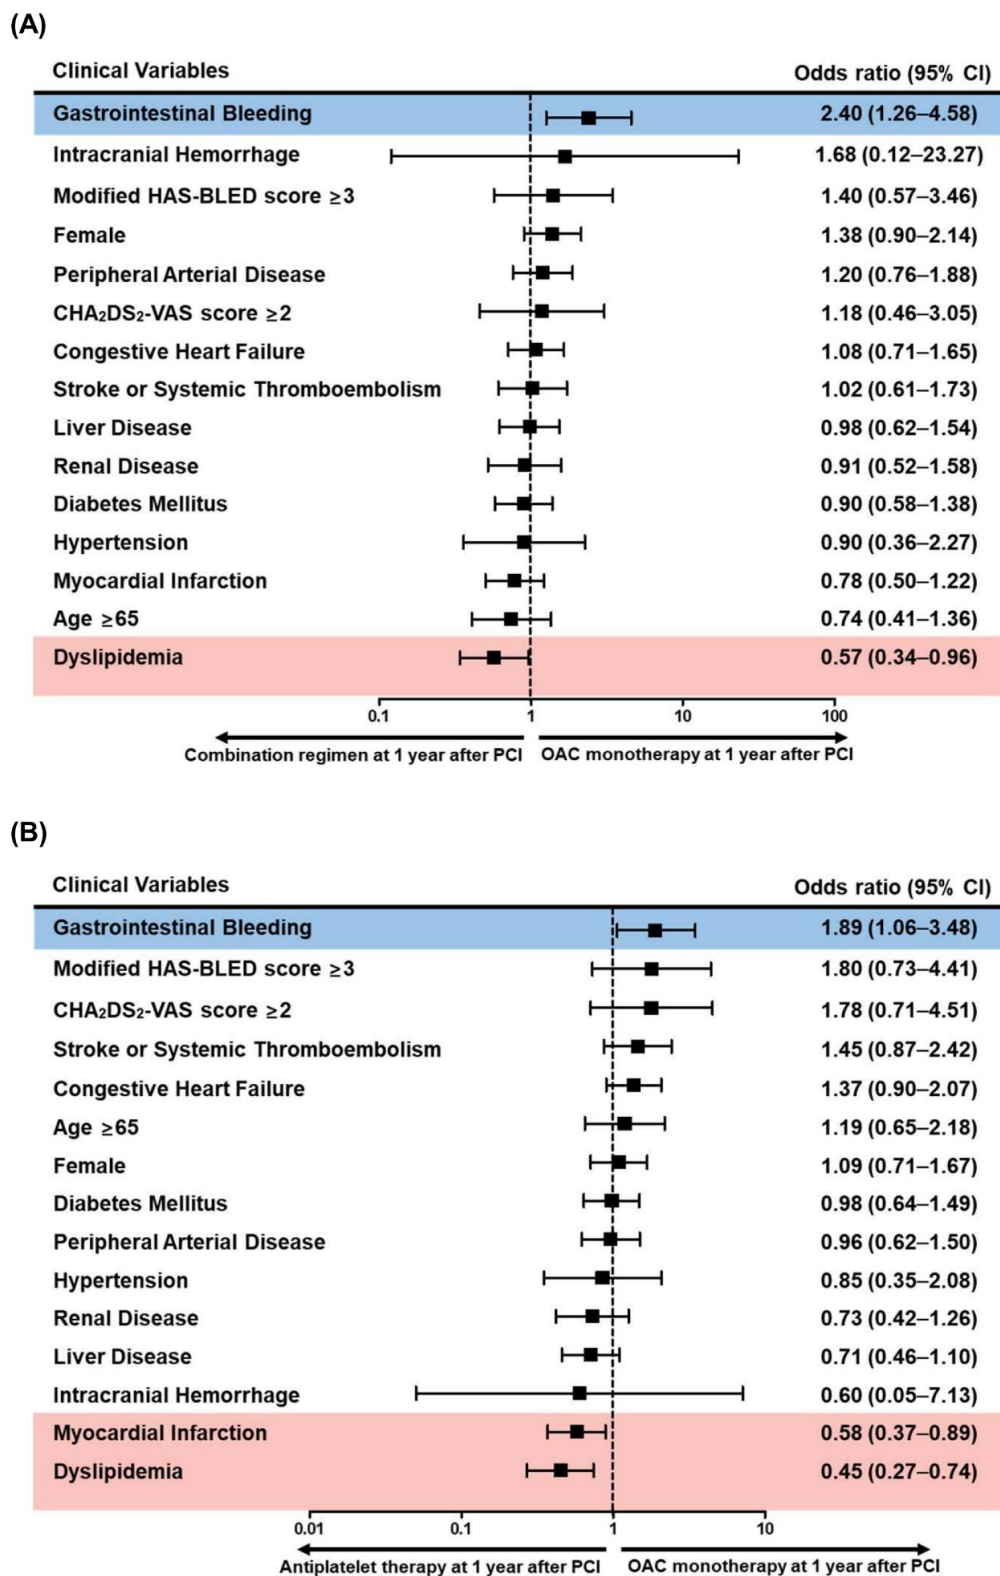 (A)
Clinical Variables Odds ratio (95% CI)
Gastrointestinal Bleeding 2.40 (1.26–4.58)
Intracranial Hemorrhage 1.68 (0.12–23.27)
Modified HAS-BLED score ≥3 1.40 (0.57–3.46)
Female 1.38 (0.90–2.14)
Peripheral Arterial Disease 1.20 (0.76–1.88)
CHA₂DS₂-VAS score ≥2 1.18 (0.46–3.05)
Congestive Heart Failure 1.08 (0.71–1.65)
Stroke or Systemic Thromboembolism 1.02 (0.61–1.73)
Liver Disease 0.98 (0.62–1.54)
Renal Disease 0.91 (0.52–1.58)
Diabetes Mellitus 0.90 (0.58–1.38)
Hypertension 0.90 (0.36–2.27)
Myocardial Infarction 0.78 (0.50–1.22)
Age ≥65 0.74 (0.41–1.36)
Dyslipidemia 0.57 (0.34–0.96)
0.1 1 10 100
Combination regimen at 1 year after PCI OAC monotherapy at 1 year after PCI
(B)
Clinical Variables Odds ratio (95% CI)
Gastrointestinal Bleeding 1.89 (1.06–3.48)
Modified HAS-BLED score ≥3 1.80 (0.73–4.41)
CHA₂DS₂-VAS score ≥2 1.78 (0.71–4.51)
Stroke or Systemic Thromboembolism 1.45 (0.87–2.42)
Congestive Heart Failure 1.37 (0.90–2.07)
Age ≥65 1.19 (0.65–2.18)
Female 1.09 (0.71–1.67)
Diabetes Mellitus 0.98 (0.64–1.49)
Peripheral Arterial Disease 0.96 (0.62–1.50)
Hypertension 0.85 (0.35–2.08)
Renal Disease 0.73 (0.42–1.26)
Liver Disease 0.71 (0.46–1.10)
Intracranial Hemorrhage 0.60 (0.05–7.13)
Myocardial Infarction 0.58 (0.37–0.89)
Dyslipidemia 0.45 (0.27–0.74)
0.01 0.1 1 10
Antiplatelet therapy at 1 year after PCI OAC monotherapy at 1 year after PCI